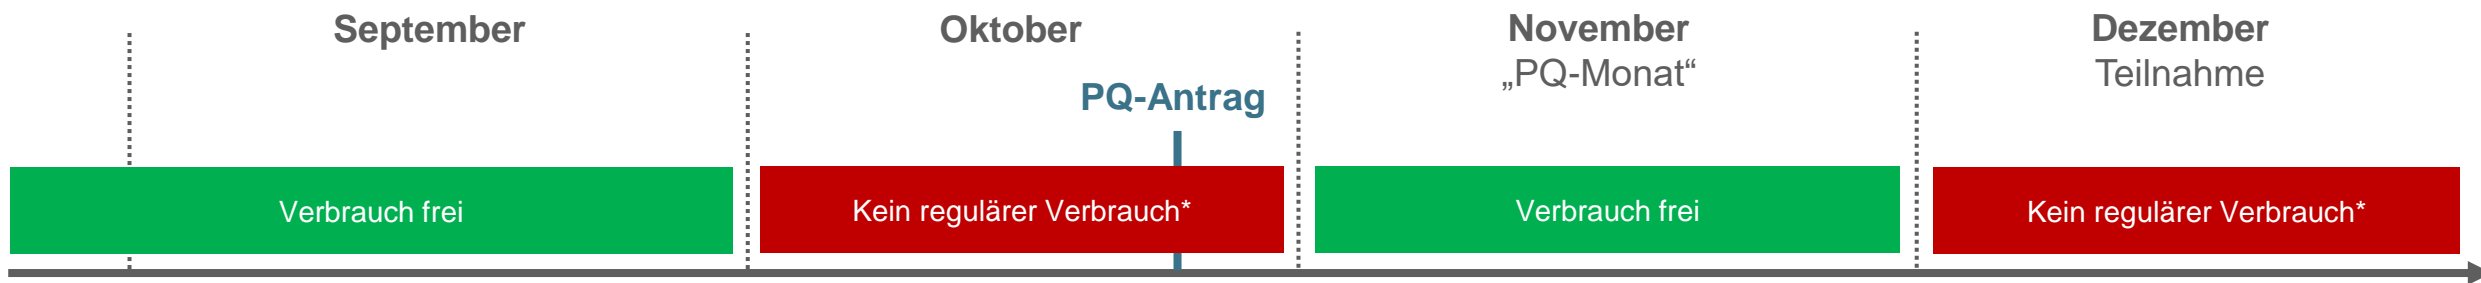 September
Oktober
November
Dezember
„PQ-Monat“
Teilnahme
PQ-Antrag
Verbrauch frei
Kein regulärer Verbrauch*
Verbrauch frei
Kein regulärer Verbrauch*